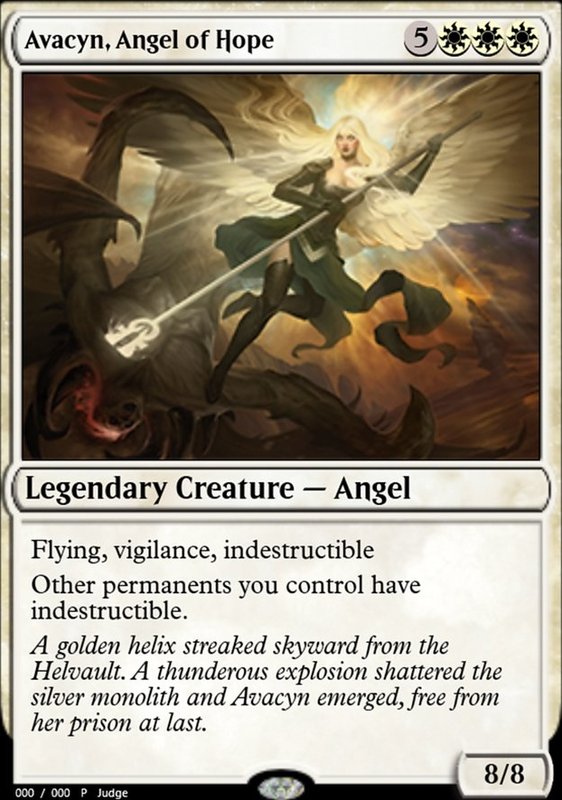 Avacyn, Angel of Hope 5
Legendary Creature — Angel
Flying, vigilance, indestructible
Other permanents you control have
indestructible.
A golden helix streaked skyward from the
Helvault. A thunderous explosion shattered the
silver monolith and Avacyn emerged, free from
her prison at last.
8/8
000 / 000 P Judge